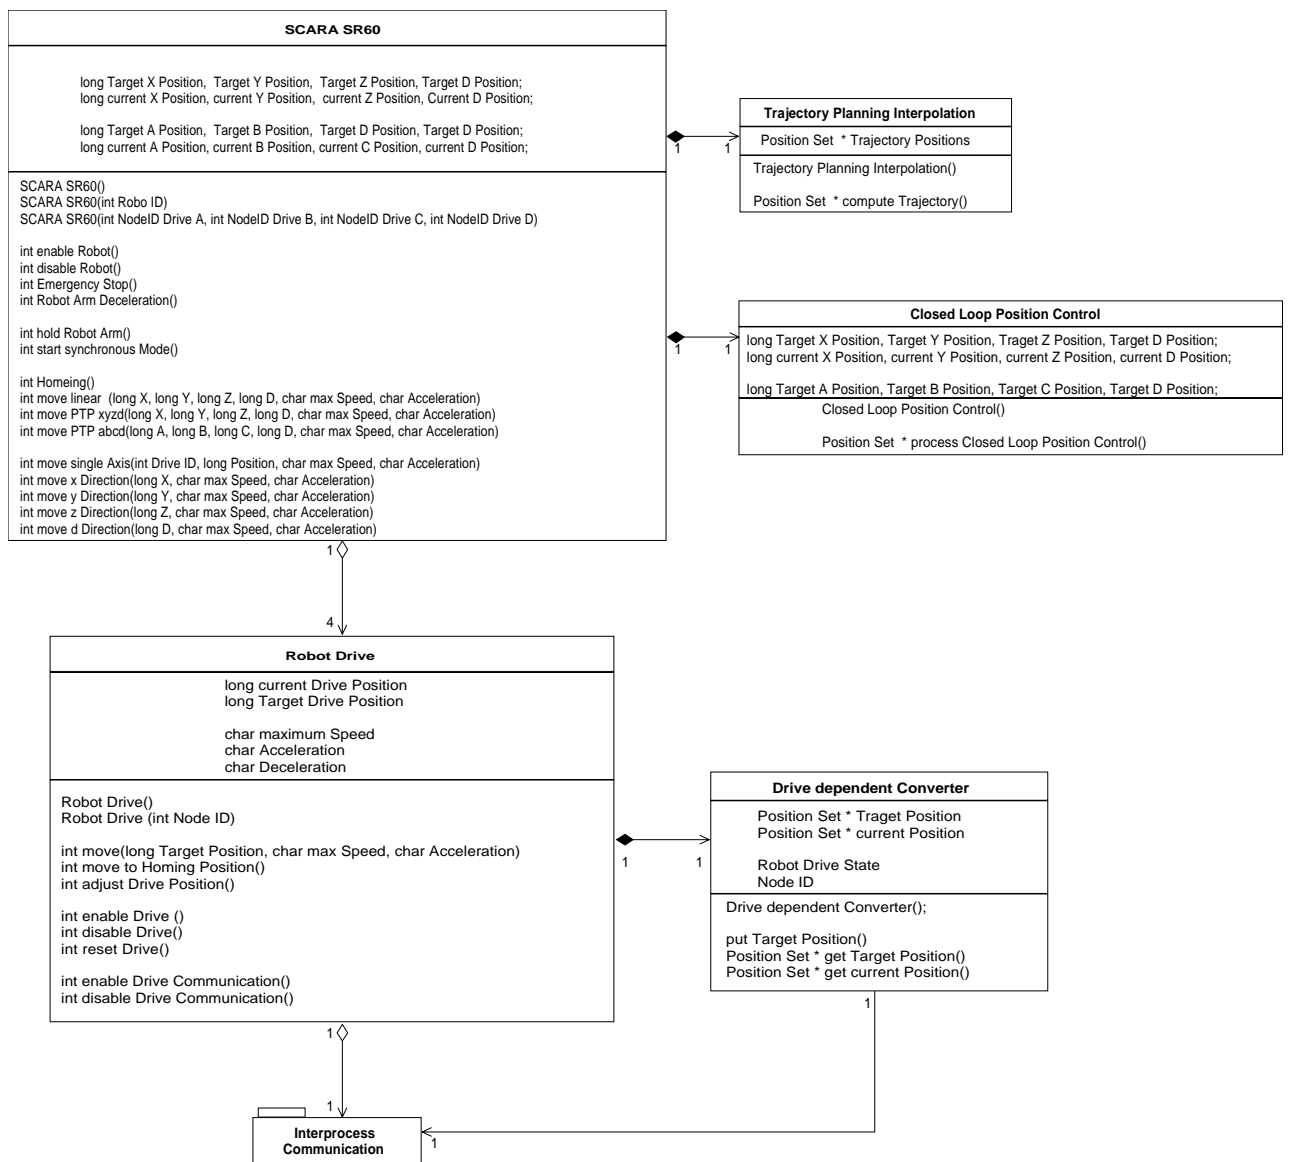 SCARA SR60
long Target X Position, Target Y Position, Target Z Position, Target D Position;
long current X Position, current Y Position, current Z Position, Current D Position;
long Target A Position, Target B Position, Target D Position, Target D Position;
long current A Position, current B Position, current C Position, current D Position;
SCARA SR60()
SCARA SR60(int Robo ID)
SCARA SR60(int NodeID Drive A, int NodeID Drive B, int NodeID Drive C, int NodeID Drive D)
int enable Robot()
int disable Robot()
int Emergency Stop()
int Robot Arm Deceleration()
int hold Robot Arm()
int start synchronous Mode()
int Homeing()
int move linear (long X, long Y, long Z, long D, char max Speed, char Acceleration)
int move PTP xyzd(long X, long Y, long Z, long D, char max Speed, char Acceleration)
int move PTP abcd(long A, long B, long C, long D, char max Speed, char Acceleration)
int move single Axis(int Drive ID, long Position, char max Speed, char Acceleration)
int move x Direction(long X, char max Speed, char Acceleration)
int move y Direction(long Y, char max Speed, char Acceleration)
int move z Direction(long Z, char max Speed, char Acceleration)
int move d Direction(long D, char max Speed, char Acceleration)
1
1
Trajectory Planning Interpolation
Position Set * Trajectory Positions
Trajectory Planning Interpolation()
Position Set * compute Trajectory()
1
1
Closed Loop Position Control
long Target X Position, Target Y Position, Traget Z Position, Target D Position;
long current X Position, current Y Position, current Z Position, current D Position;
long Target A Position, Target B Position, Target C Position, Target D Position;
Closed Loop Position Control()
Position Set * process Closed Loop Position Control()
1
4
Robot Drive
long current Drive Position
long Target Drive Position
char maximum Speed
char Acceleration
char Deceleration
Robot Drive()
Robot Drive (int Node ID)
int move(long Target Position, char max Speed, char Acceleration)
int move to Homing Position()
int adjust Drive Position()
int enable Drive ()
int disable Drive()
int reset Drive()
int enable Drive Communication()
int disable Drive Communication()
1
1
Drive dependent Converter
Position Set * Traget Position
Position Set * current Position
Robot Drive State
Node ID
Drive dependent Converter();
put Target Position()
Position Set * get Target Position()
Position Set * get current Position()
1
1
1
1
Interprocess
Communication